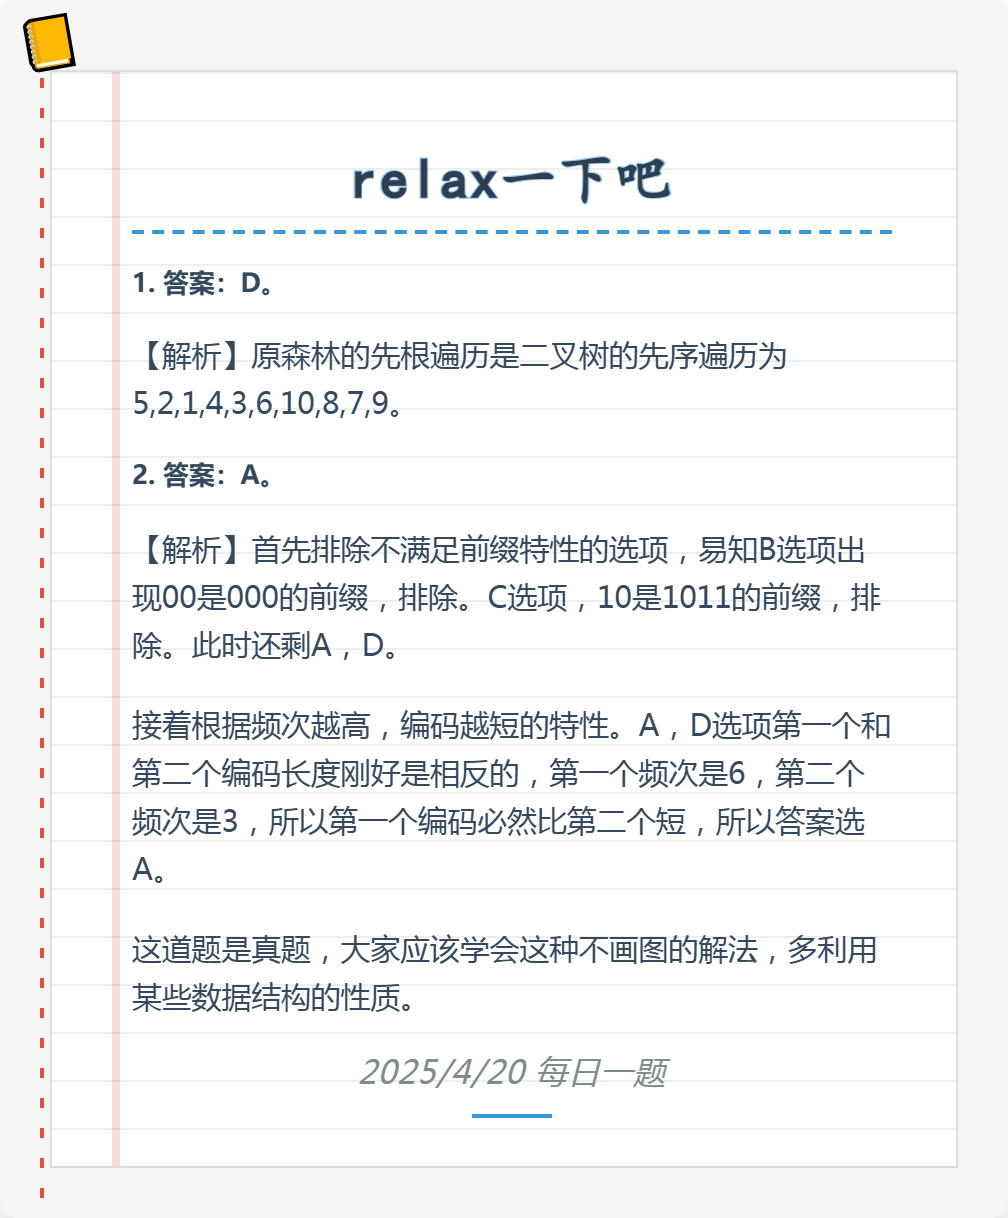 relax一下吧
1. 答案：D。
【解析】原森林的先根遍历是二叉树的先序遍历为
5,2,1,4,3,6,10,8,7,9。
2. 答案：A。
【解析】首先排除不满足前缀特性的选项，易知B选项出
现00是000的前缀，排除。C选项，10是1011的前缀，排
除。此时还剩A，D。
接着根据频次越高，编码越短的特性。A，D选项第一个和
第二个编码长度刚好是相反的，第一个频次是6，第二个
频次是3，所以第一个编码必然比第二个短，所以答案选
A。
这道题是真题，大家应该学会这种不画图的解法，多利用
某些数据结构的性质。
2025/4/20 每日一题